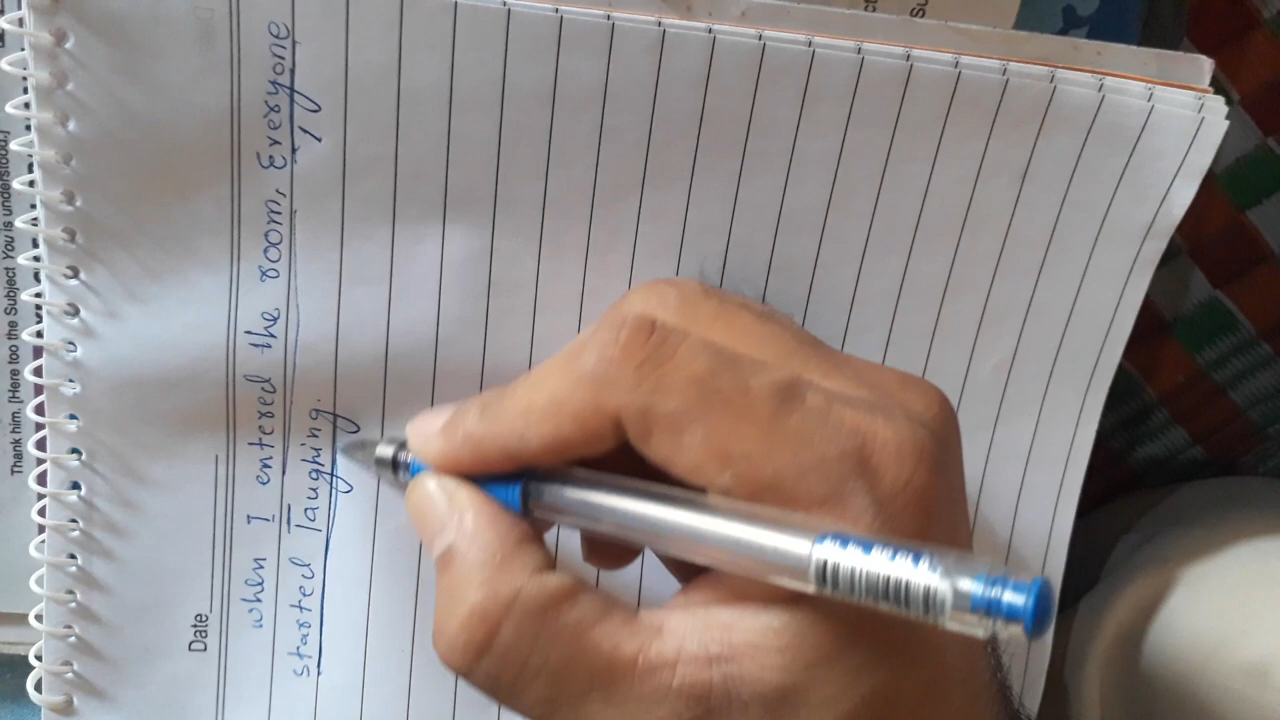 Thank him. [Here too the Subject You is understood.]
Date
when I entered the room, Everyone
started laughing.